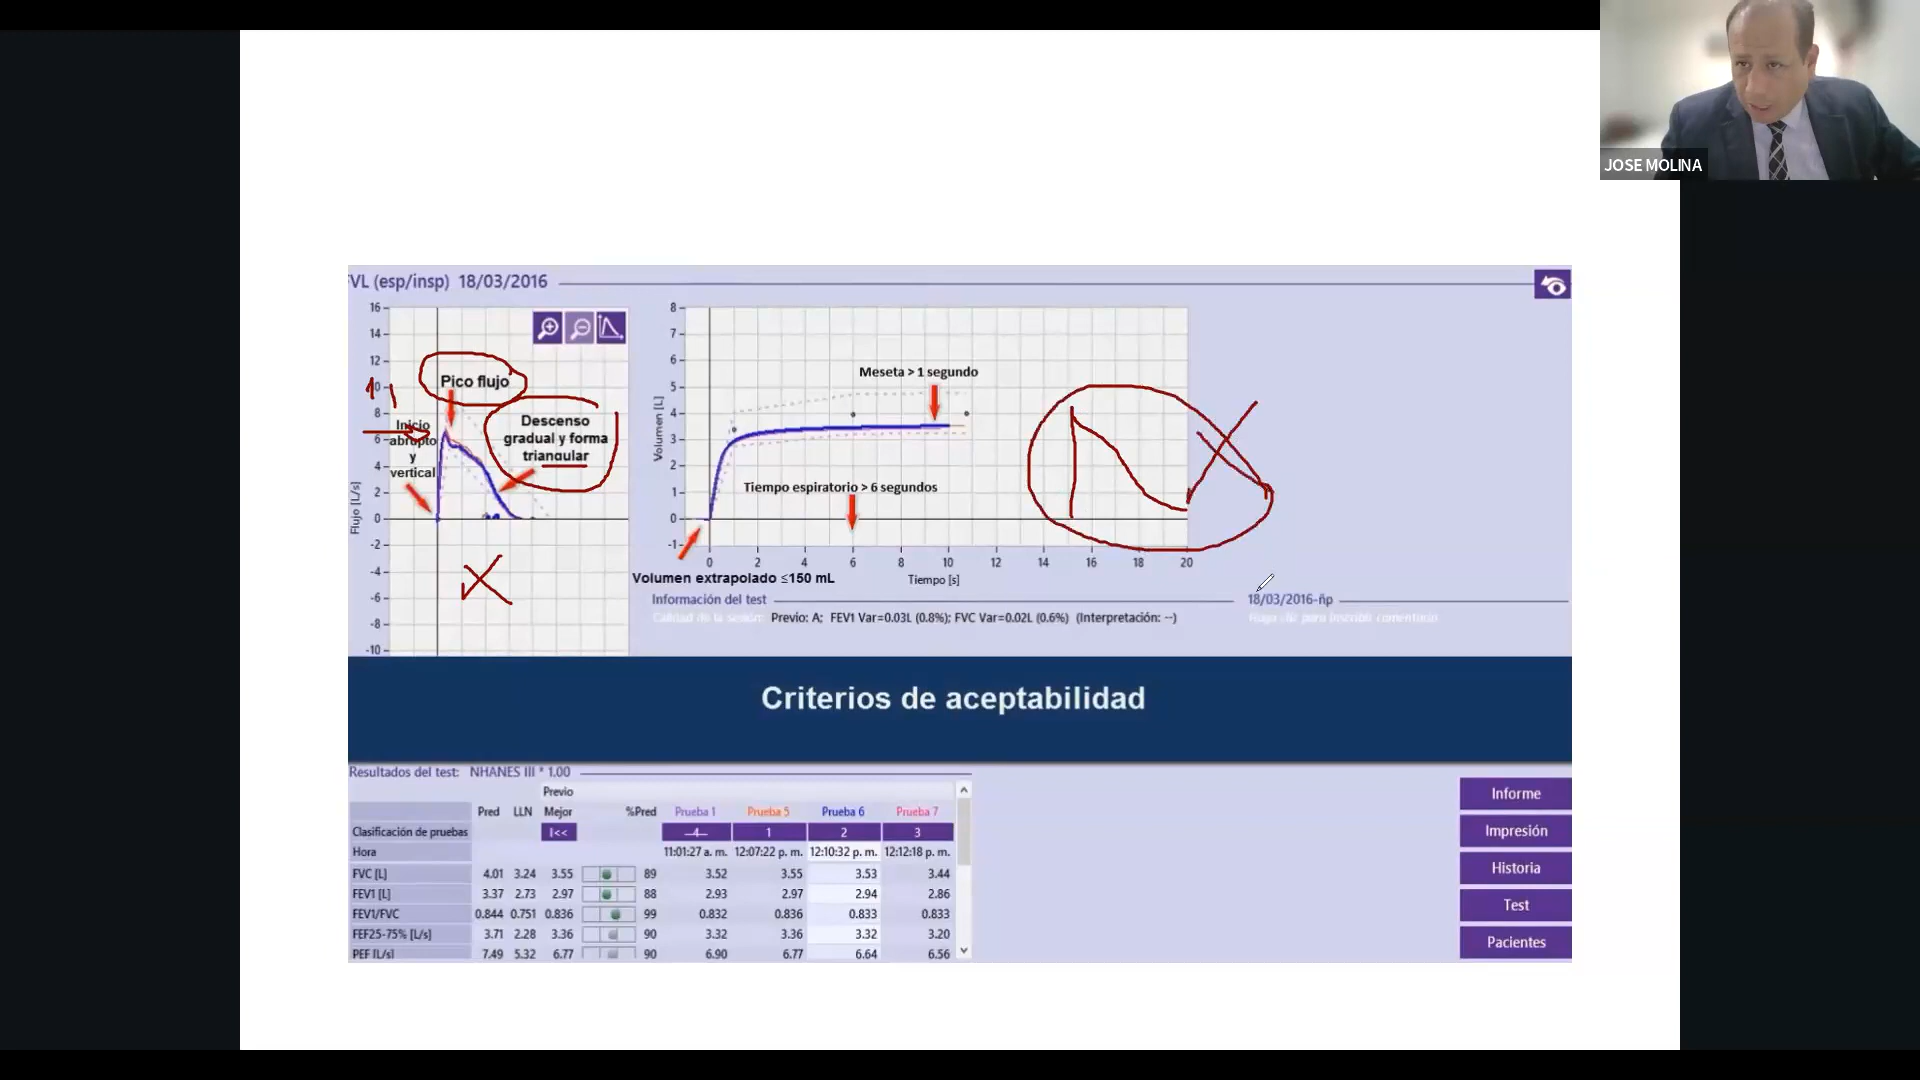 JOSE MOLINA
VL (esp/insp) 18/03/2016
16
14
12
10
8
6
4
2
0
-2
-4
-6
-8
-10
Flujo [L/s]
Pico flujo
Inicio
abrupto
y
vertical
Descenso
gradual y forma
triangular
8
7
6
5
4
3
2
1
0
-1
Volumen [L]
Meseta > 1 segundo
Tiempo espiratorio > 6 segundos
0 2 4 6 8 10 12 14 16 18 20
Volumen extrapolado ≤150 mL
Tiempo [s]
Información del test
18/03/2016-ñp
Calidad de la sesión: Previo: A; FEV1 Var=0.03L (0.8%); FVC Var=0.02L (0.6%) (Interpretación: --)
Criterios de aceptabilidad
Resultados del test: NHANES III * 1.00
Previo
Pred LLN Mejor %Pred Prueba 1 Prueba 5 Prueba 6 Prueba 7
Clasificación de pruebas I<< 4 1 2 3
Hora 11:01:27 a. m. 12:07:22 p. m. 12:10:32 p. m. 12:12:18 p. m.
FVC [L] 4.01 3.24 3.55 89 3.52 3.55 3.53 3.44
FEV1 [L] 3.37 2.73 2.97 88 2.93 2.97 2.94 2.86
FEV1/FVC 0.844 0.751 0.836 99 0.832 0.836 0.833 0.833
FEF25-75% [L/s] 3.71 2.28 3.36 90 3.32 3.36 3.32 3.20
PEF [L/s] 7.49 5.32 6.77 90 6.90 6.77 6.64 6.56
Informe
Impresión
Historia
Test
Pacientes